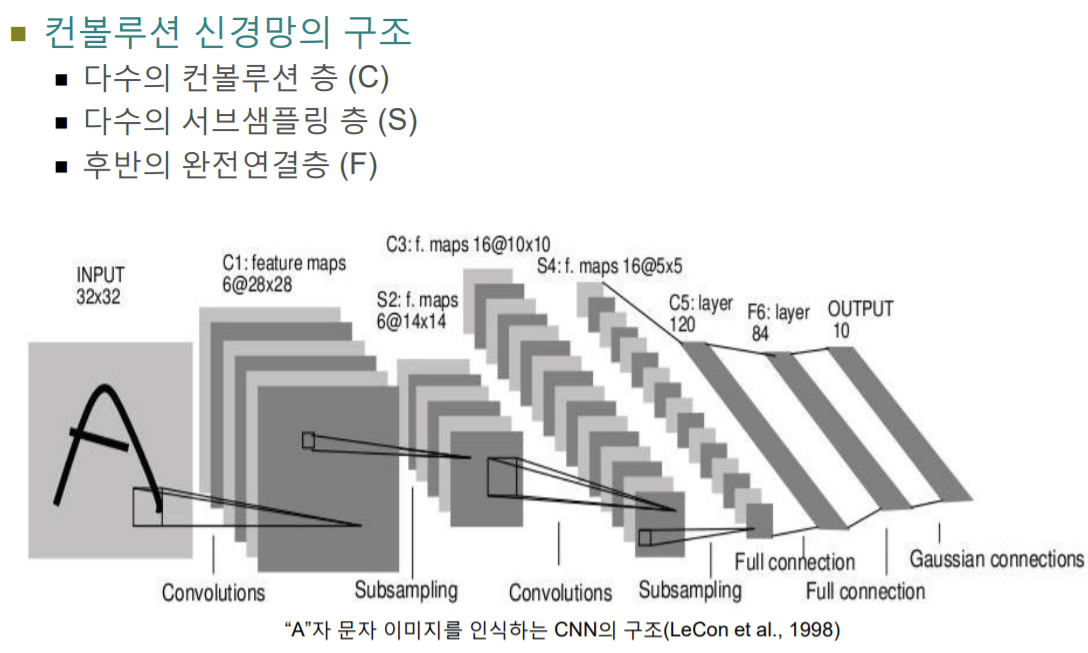 컨볼루션 신경망의 구조
다수의 컨볼루션 층 (C)
다수의 서브샘플링 층 (S)
후반의 완전연결층 (F)
INPUT
32x32
C1: feature maps
6@28x28
S2: f. maps
6@14x14
C3: f. maps 16@10x10
S4: f. maps 16@5x5
C5: layer
120
F6: layer
84
OUTPUT
10
Convolutions
Subsampling
Convolutions
Subsampling
Full connection
Full connection
Gaussian connections
“A”자 문자 이미지를 인식하는 CNN의 구조(LeCon et al., 1998)